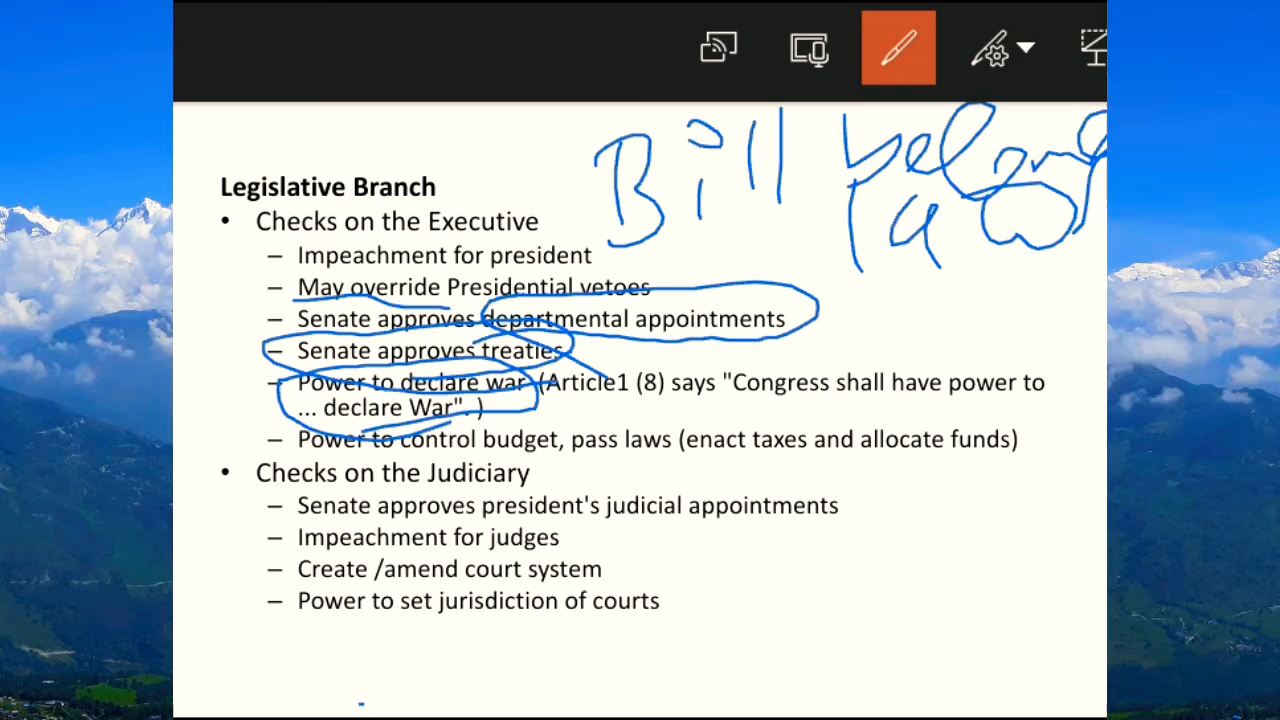 Bill
la
Legislative Branch
• Checks on the Executive
– Impeachment for president
– May override Presidential vetoes
– Senate approves departmental appointments
– Senate approves treaties
– Power to declare war (Article1 (8) says "Congress shall have power to
... declare War". )
– Power to control budget, pass laws (enact taxes and allocate funds)
• Checks on the Judiciary
– Senate approves president's judicial appointments
– Impeachment for judges
– Create /amend court system
– Power to set jurisdiction of courts